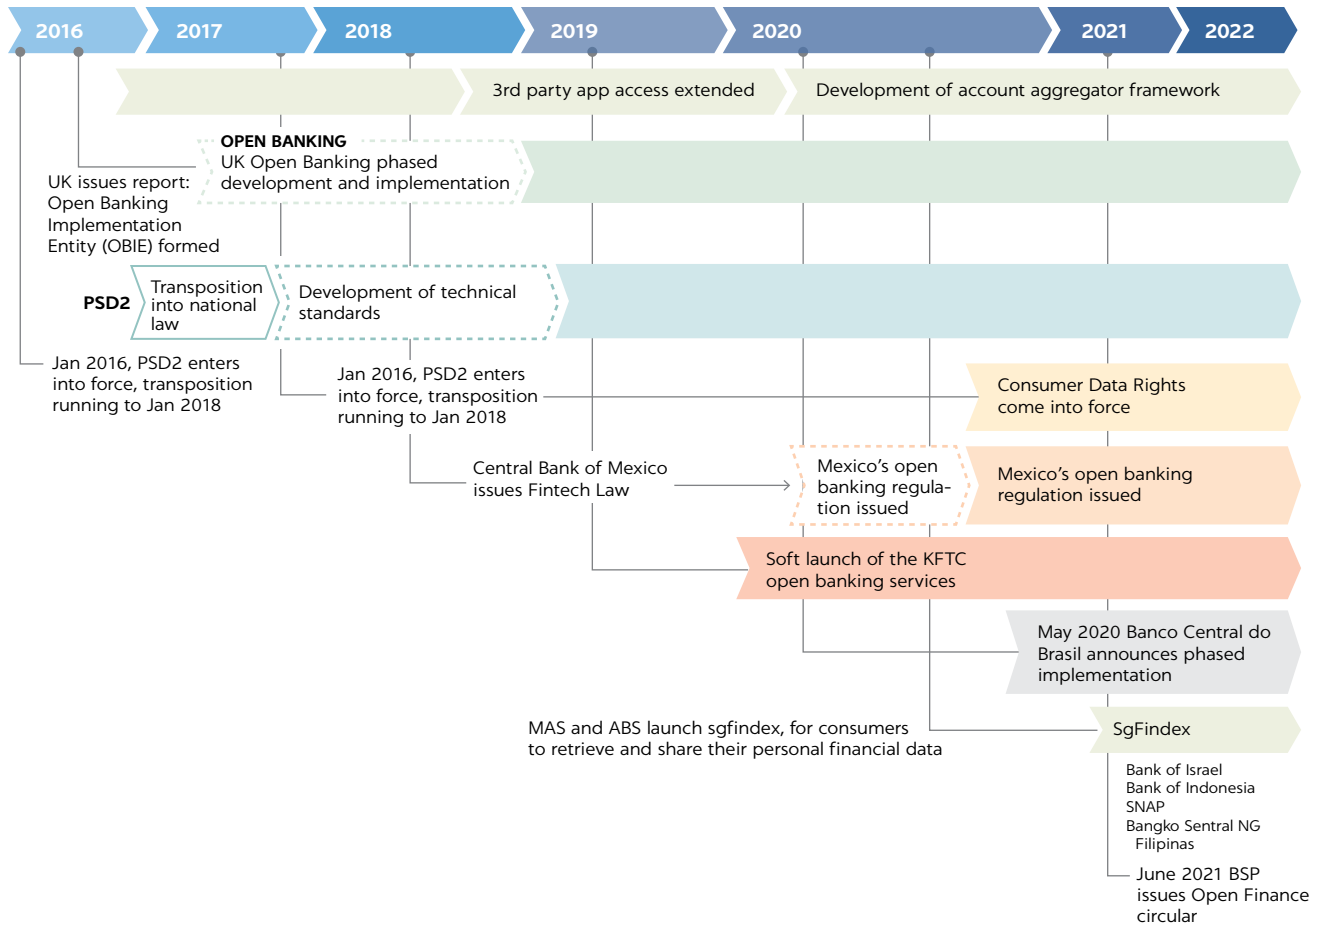 2016
2017
2018
2019
2020
2021
2022
3rd party app access extended
Development of account aggregator framework
OPEN BANKING
UK Open Banking phased
development and implementation
UK issues report:
Open Banking
Implementation
Entity (OBIE) formed
PSD2
Transposition
into national
law
Development of technical
standards
Jan 2016, PSD2 enters
into force, transposition
running to Jan 2018
Jan 2016, PSD2 enters
into force, transposition
running to Jan 2018
Consumer Data Rights
come into force
Central Bank of Mexico
issues Fintech Law
Mexico’s open
banking regula-
tion issued
Mexico’s open banking
regulation issued
Soft launch of the KFTC
open banking services
May 2020 Banco Central do
Brasil announces phased
implementation
MAS and ABS launch sgfindex, for consumers
to retrieve and share their personal financial data
SgFindex
Bank of Israel
Bank of Indonesia
SNAP
Bangko Sentral NG
Filipinas
June 2021 BSP
issues Open Finance
circular